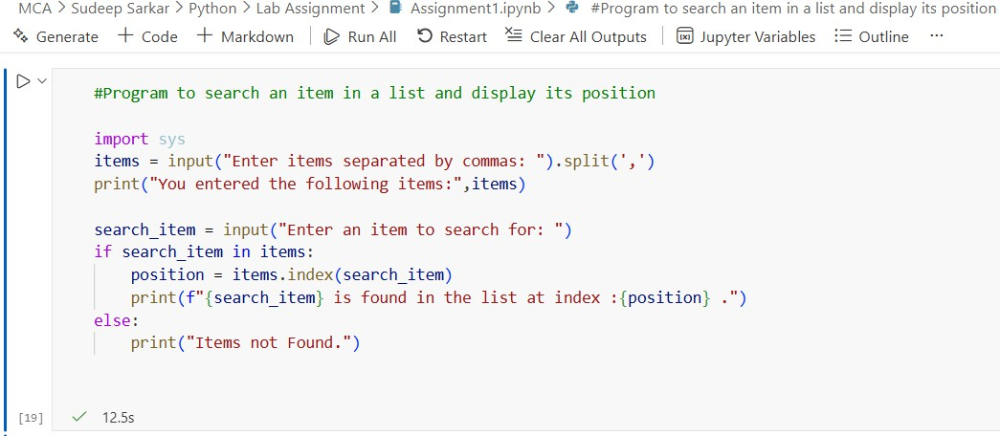 MCA > Sudeep Sarkar > Python > Lab Assignment > Assignment1.ipynb > #Program to search an item in a list and display its position
Generate + Code + Markdown | Run All Restart Clear All Outputs | Jupyter Variables Outline ...
#Program to search an item in a list and display its position
import sys
items = input("Enter items separated by commas: ").split(',')
print("You entered the following items:",items)
search_item = input("Enter an item to search for: ")
if search_item in items:
    position = items.index(search_item)
    print(f"{search_item} is found in the list at index :{position} .")
else:
    print("Items not Found.")
[19] 12.5s